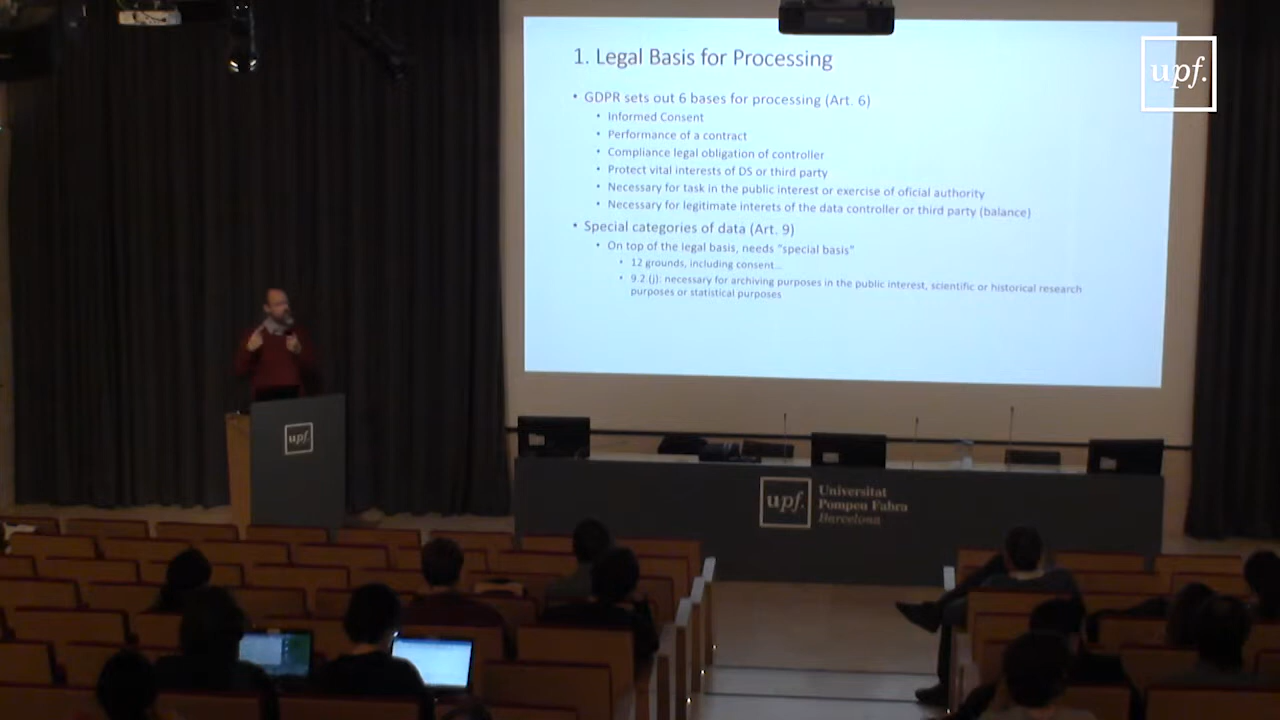 1. Legal Basis for Processing
• GDPR sets out 6 bases for processing (Art. 6)
• Informed Consent
• Performance of a contract
• Compliance legal obligation of controller
• Protect vital interests of DS or third party
• Necessary for task in the public interest or exercise of oficial authority
• Necessary for legitimate interets of the data controller or third party (balance)
• Special categories of data (Art. 9)
• On top of the legal basis, needs "special basis"
• 12 grounds, including consent...
• 9.2 (j): necessary for archiving purposes in the public interest, scientific or historical research
purposes or statistical purposes
upf.
upf.
upf.
Universitat
Pompeu Fabra
Barcelona